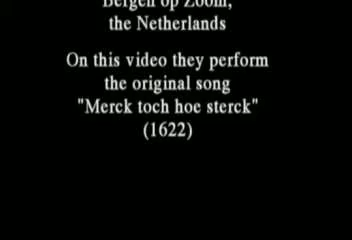 Bergen op Zoom,
the Netherlands
On this video they perform
the original song
"Merck toch hoe sterck"
(1622)